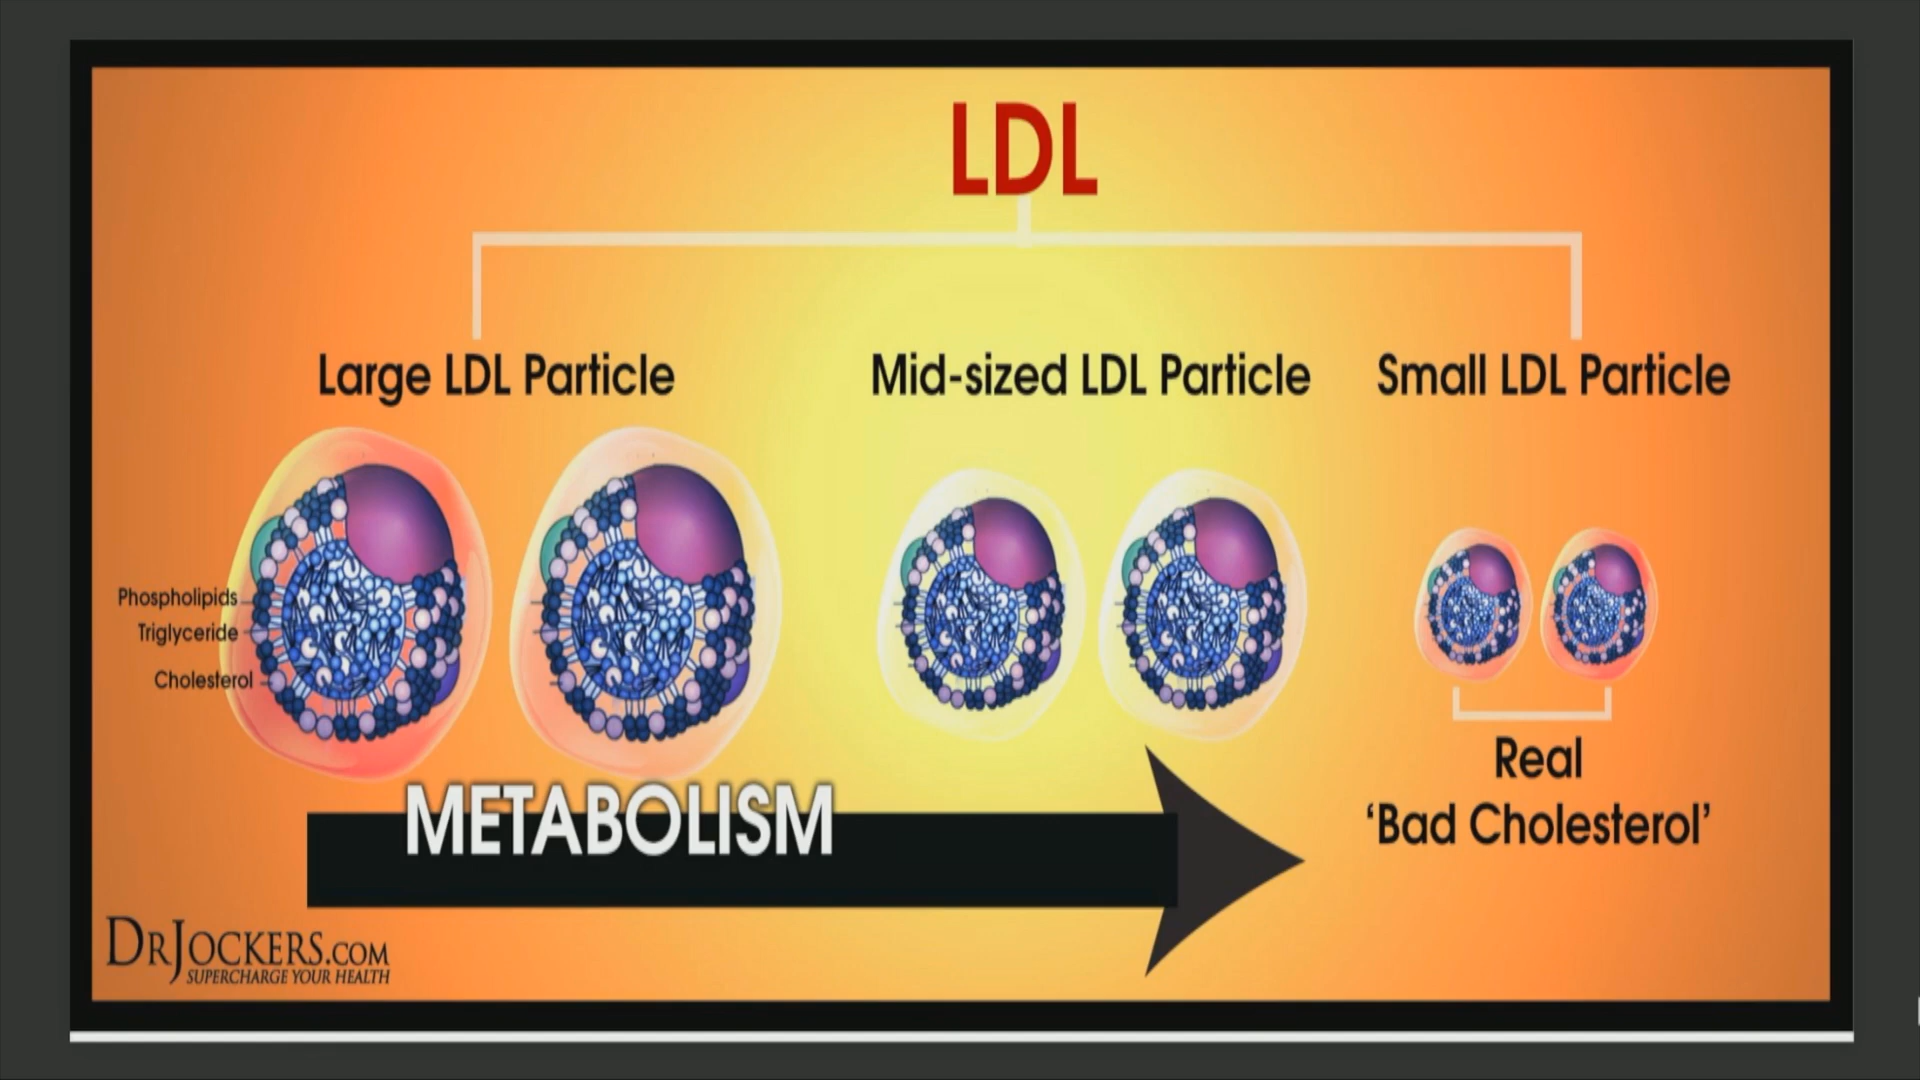 LDL
Large LDL Particle
Mid-sized LDL Particle
Small LDL Particle
Phospholipids
Triglyceride
Cholesterol
Real
‘Bad Cholesterol’
METABOLISM
DRJOCKERS.COM
SUPERCHARGE YOUR HEALTH